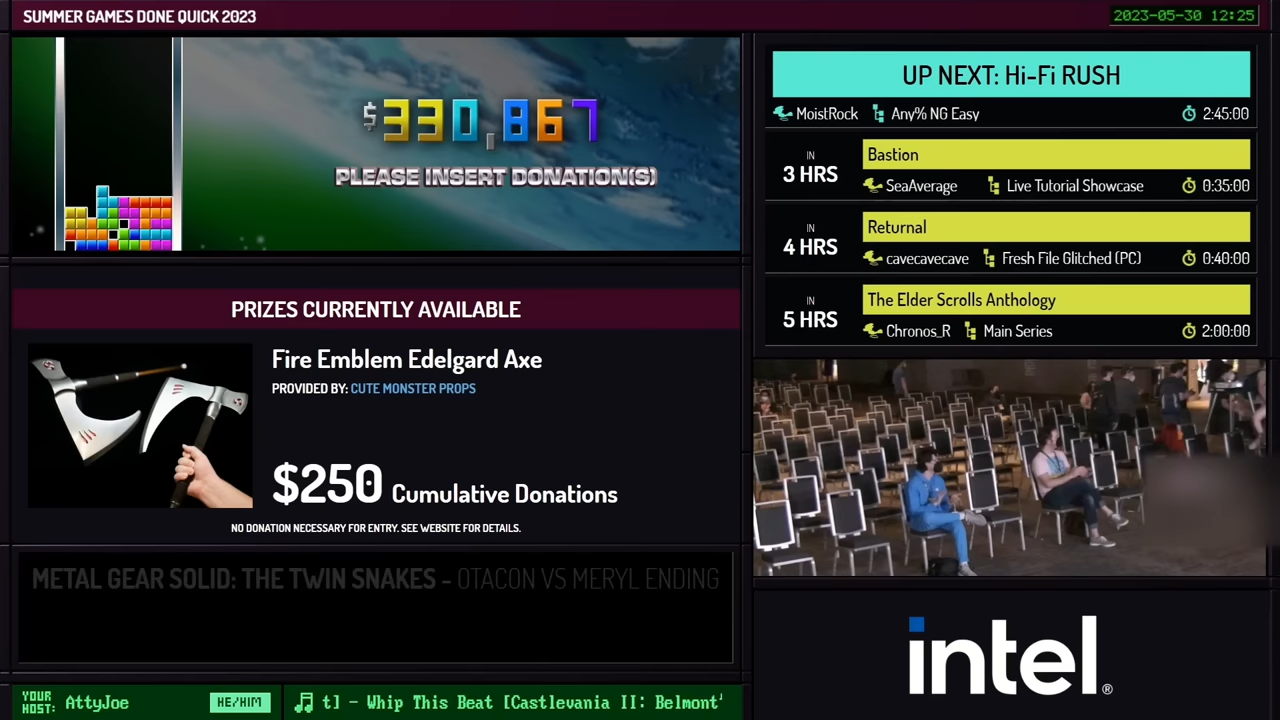 SUMMER GAMES DONE QUICK 2023
2023-05-30 12:25
$330,867
PLEASE INSERT DONATION(S)
PRIZES CURRENTLY AVAILABLE
Fire Emblem Edelgard Axe
PROVIDED BY: CUTE MONSTER PROPS
$250 Cumulative Donations
NO DONATION NECESSARY FOR ENTRY. SEE WEBSITE FOR DETAILS.
METAL GEAR SOLID: THE TWIN SNAKES - OTACON VS MERYL ENDING
UP NEXT: Hi-Fi RUSH
MoistRock Any% NG Easy 2:45:00
IN
3 HRS
Bastion
SeaAverage Live Tutorial Showcase 0:35:00
IN
4 HRS
Returnal
cavecavecave Fresh File Glitched (PC) 0:40:00
IN
5 HRS
The Elder Scrolls Anthology
Chronos_R Main Series 2:00:00
intel®
YOUR HOST: AttyJoe HE/HIM
t] - Whip This Beat [Castlevania II: Belmont'